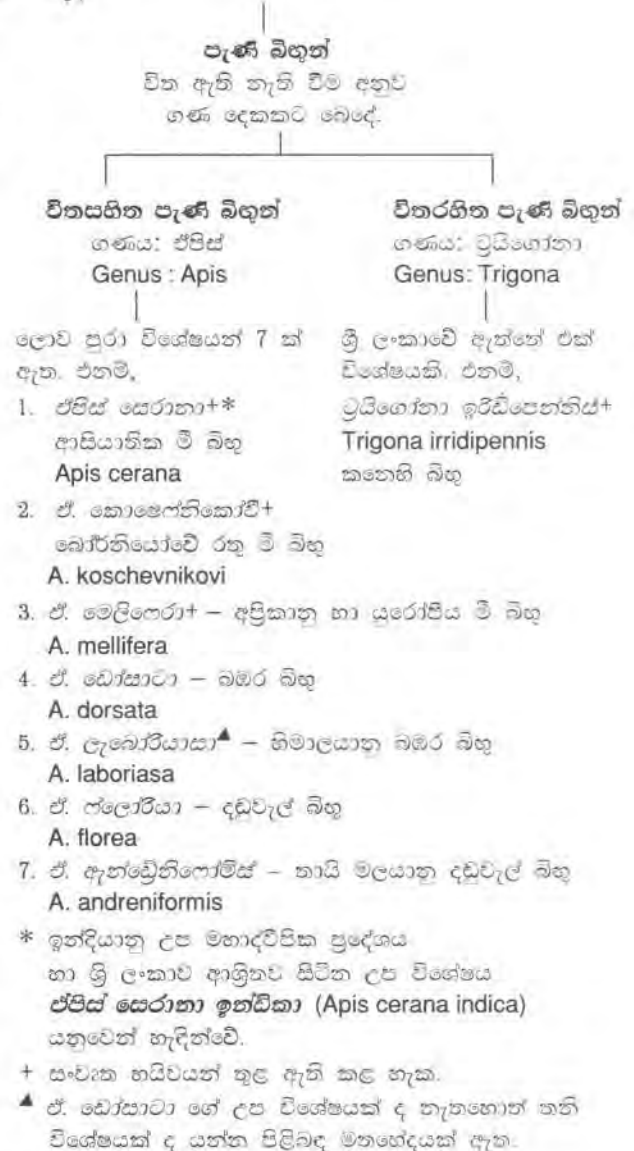 පැණි බිඟුන්
විත ඇති නැති වීම අනුව
ගණ දෙකකට බෙදේ.
විතසහිත පැණි බිඟුන්
ගණය: ඒපිස්
Genus : Apis
විතරහිත පැණි බිඟුන්
ගණය: ට්‍රයිගෝනා
Genus: Trigona
ලොව පුරා විශේෂයන් 7 ක්
ඇත. එනම්,
1. ඒපිස් සෙරානා+*
ආසියානික මී බිඟු
Apis cerana
ශ්‍රී ලංකාවේ ඇත්තේ එක්
විශේෂයකි. එනම්,
ට්‍රයිගෝනා ඉරිඩිපෙන්නිස්+
Trigona irridipennis
කනෙහි බිඟු
2. ඒ. කොෂෙෆ්නිකෝවි+
බෝර්නියෝවේ රතු මී බිඟු
A. koschevnikovi
3. ඒ. මෙලිෆෙරා+ – අප්‍රිකානු හා යුරෝපීය මී බිඟු
A. mellifera
4. ඒ. ඩෝසාටා – බඹර බිඟු
A. dorsata
5. ඒ. ලැබෝරියාසා▲ – හිමාලයානු බඹර බිඟු
A. laboriasa
6. ඒ. ෆ්ලෝරියා – දඬුවැල් බිඟු
A. florea
7. ඒ. ඇන්ඩ්‍රේනිෆෝමිස් – තායි මලයානු දඬුවැල් බිඟු
A. andreniformis
* ඉන්දියානු උප මහාද්වීපික ප්‍රදේශය
හා ශ්‍රි ලංකාව ආශ්‍රිතව සිටින උප විශේෂය
ඒපිස් සෙරානා ඉන්ඩිකා (Apis cerana indica)
යනුවෙන් හැඳින්වේ.
+ සංවෘත හයිවයන් තුළ ඇති කළ හැක.
▲ ඒ. ඩෝසාටා ගේ උප විශේෂයක් ද නැතහොත් තනි
විශේෂයක් ද යන්න පිළිබඳ මතභේදයක් ඇත.